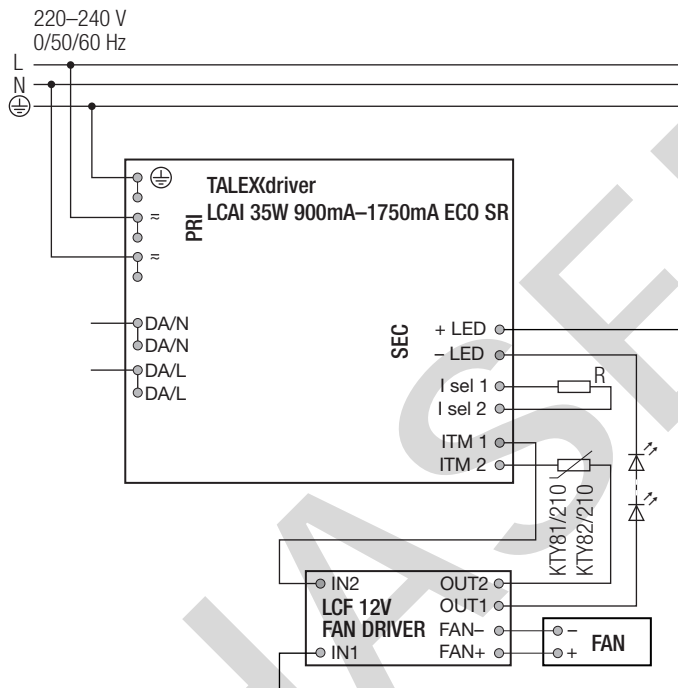 220–240 V
0/50/60 Hz
L
N
TALEXXdriver
LCAI 35W 900mA–1750mA ECO SR
PRI
≂
≂
DA/N
DA/N
DA/L
DA/L
SEC
+ LED
– LED
I sel 1
I sel 2
ITM 1
ITM 2
R
KTY81/210
KTY82/210
IN2
LCF 12V
FAN DRIVER
IN1
OUT2
OUT1
FAN–
FAN+
–
+
FAN